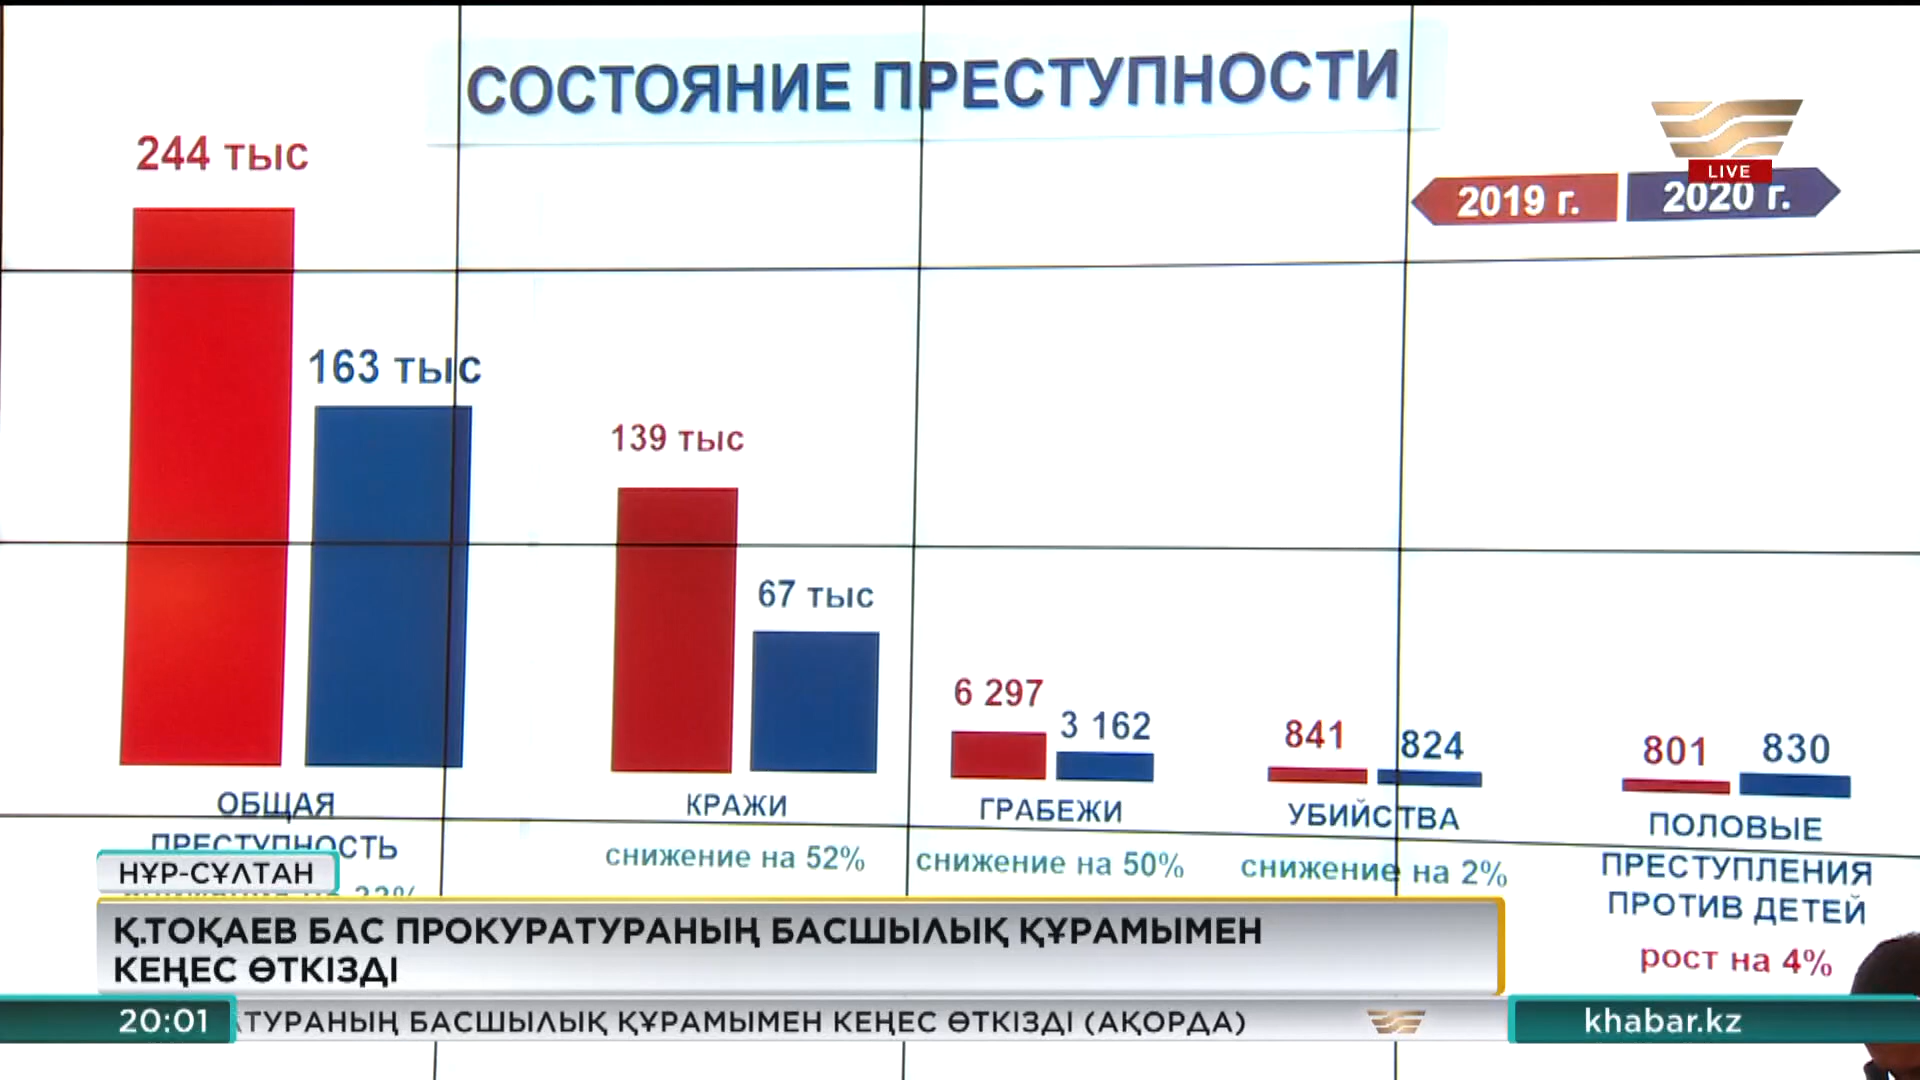 СОСТОЯНИЕ ПРЕСТУПНОСТИ
LIVE
2019 г.
2020 г.
244 тыс
163 тыс
139 тыс
67 тыс
6 297
3 162
841
824
801
830
ОБЩАЯ
ПРЕСТУПНОСТЬ
КРАЖИ
снижение на 52%
ГРАБЕЖИ
снижение на 50%
УБИЙСТВА
снижение на 2%
ПОЛОВЫЕ
ПРЕСТУПЛЕНИЯ
ПРОТИВ ДЕТЕЙ
рост на 4%
НҰР-СҰЛТАН
Қ.ТОҚАЕВ БАС ПРОКУРАТУРАНЫҢ БАСШЫЛЫҚ ҚҰРАМЫМЕН
КЕҢЕС ӨТКІЗДІ
20:01
ТУРАНЫҢ БАСШЫЛЫҚ ҚҰРАМЫМЕН КЕҢЕС ӨТКІЗДІ (АҚОРДА)
khabar.kz